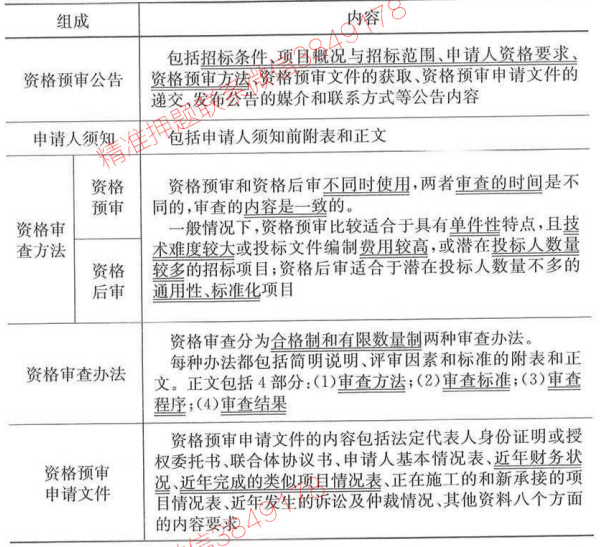 组成 内容
包括招标条件、项目概况与招标范围、申请人资格要求、
资格预审公告
资格预审方法、资格预审文件的获取、资格预审申请文件的
递交,发布公告的媒介和联系方式等公告内容
申请人须知 包括申请人须知前附表和正文
资格审
查方法
资格
预审
资格
后审
资格预审和资格后审不同时使用,两者审查的时间是不
同的,审查的内容是一致的。
一般情况下,资格预审比较适合于具有单件性特点,且技
术难度较大或投标文件编制费用较高,或潜在投标人数量
较多的招标项目;资格后审适合于潜在投标人数量不多的
通用性、标准化项目
资格审查办法
资格审查分为合格制和有限数量制两种审查办法。
每种办法都包括简明说明、评审因素和标准的附表和正
文。正文包括4部分:(1)审查方法;(2)审查标准;(3)审查
程序;(4)审查结果
资格预审
申请文件
资格预审申请文件的内容包括法定代表人身份证明或授
权委托书、联合体协议书、申请人基本情况表、近年财务状
况、近年完成的类似项目情况表、正在施工的和新承接的项
目情况表、近年发生的诉讼及仲裁情况、其他资料八个方面
的内容要求
精准押题联系微信3849178
信3849178